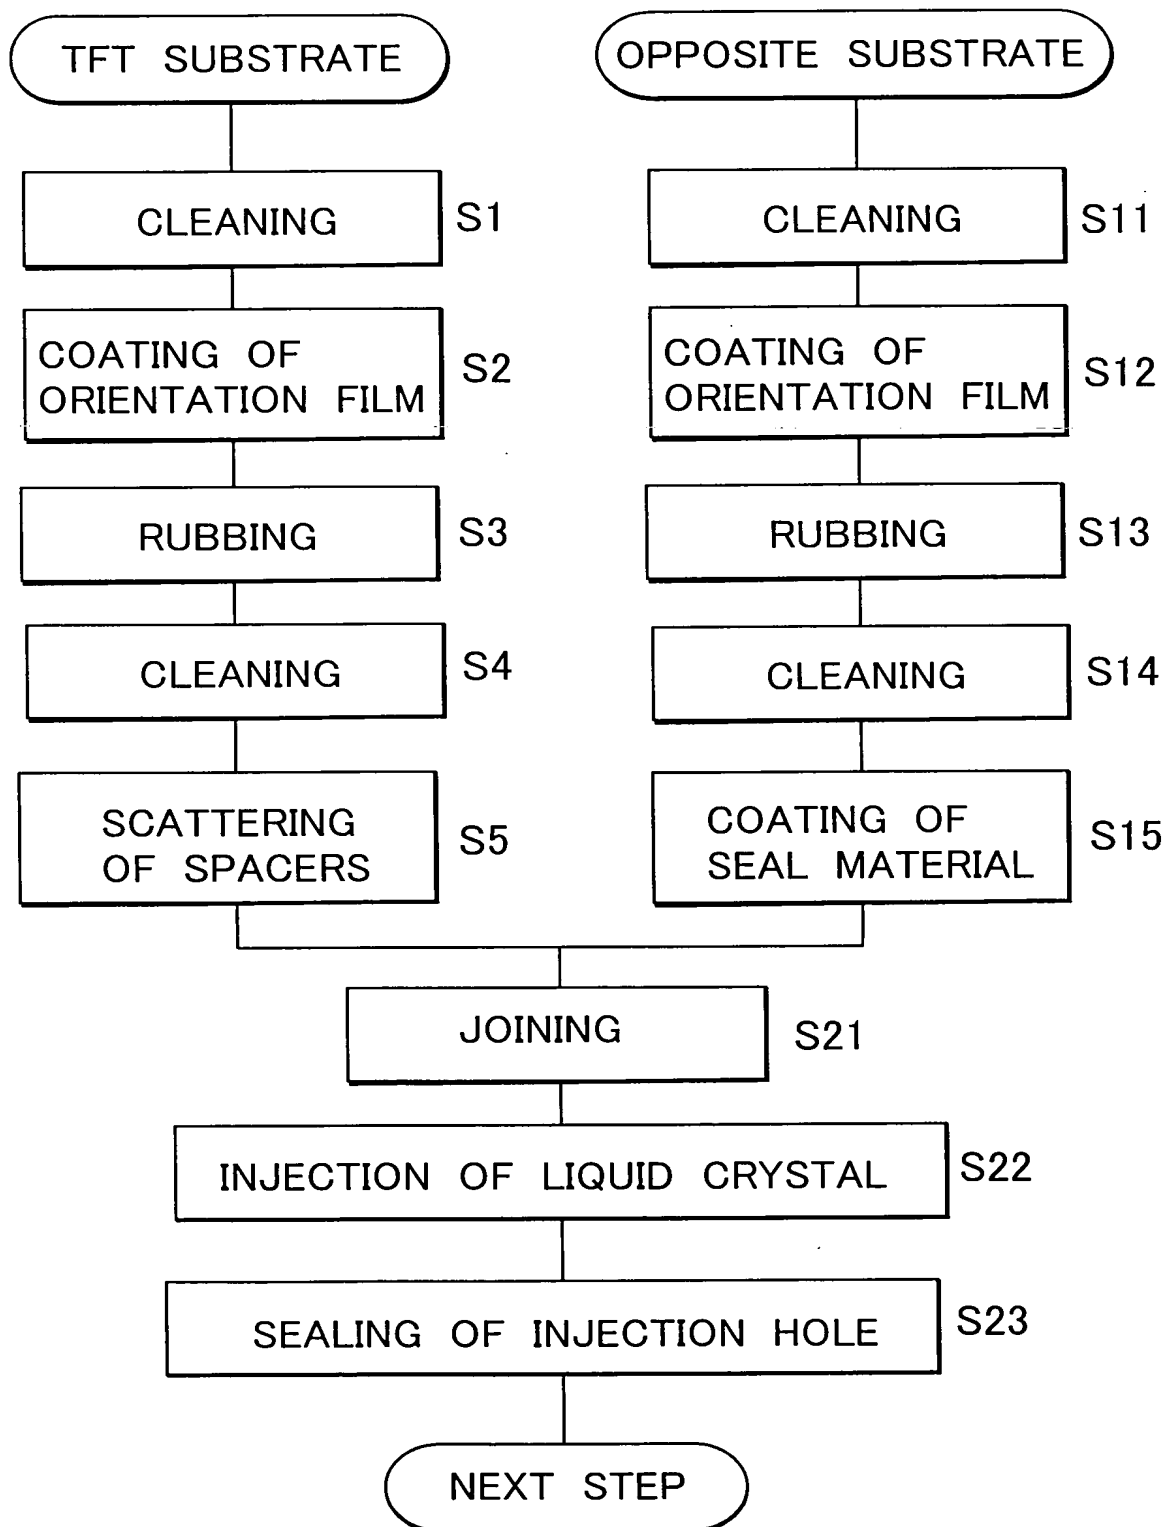 TFT SUBSTRATE
OPPOSITE SUBSTRATE
CLEANING
S1
CLEANING
S11
COATING OF
ORIENTATION FILM
S2
COATING OF
ORIENTATION FILM
S12
RUBBING
S3
RUBBING
S13
CLEANING
S4
CLEANING
S14
SCATTERING
OF SPACERS
S5
COATING OF
SEAL MATERIAL
S15
JOINING
S21
INJECTION OF LIQUID CRYSTAL
S22
SEALING OF INJECTION HOLE
S23
NEXT STEP